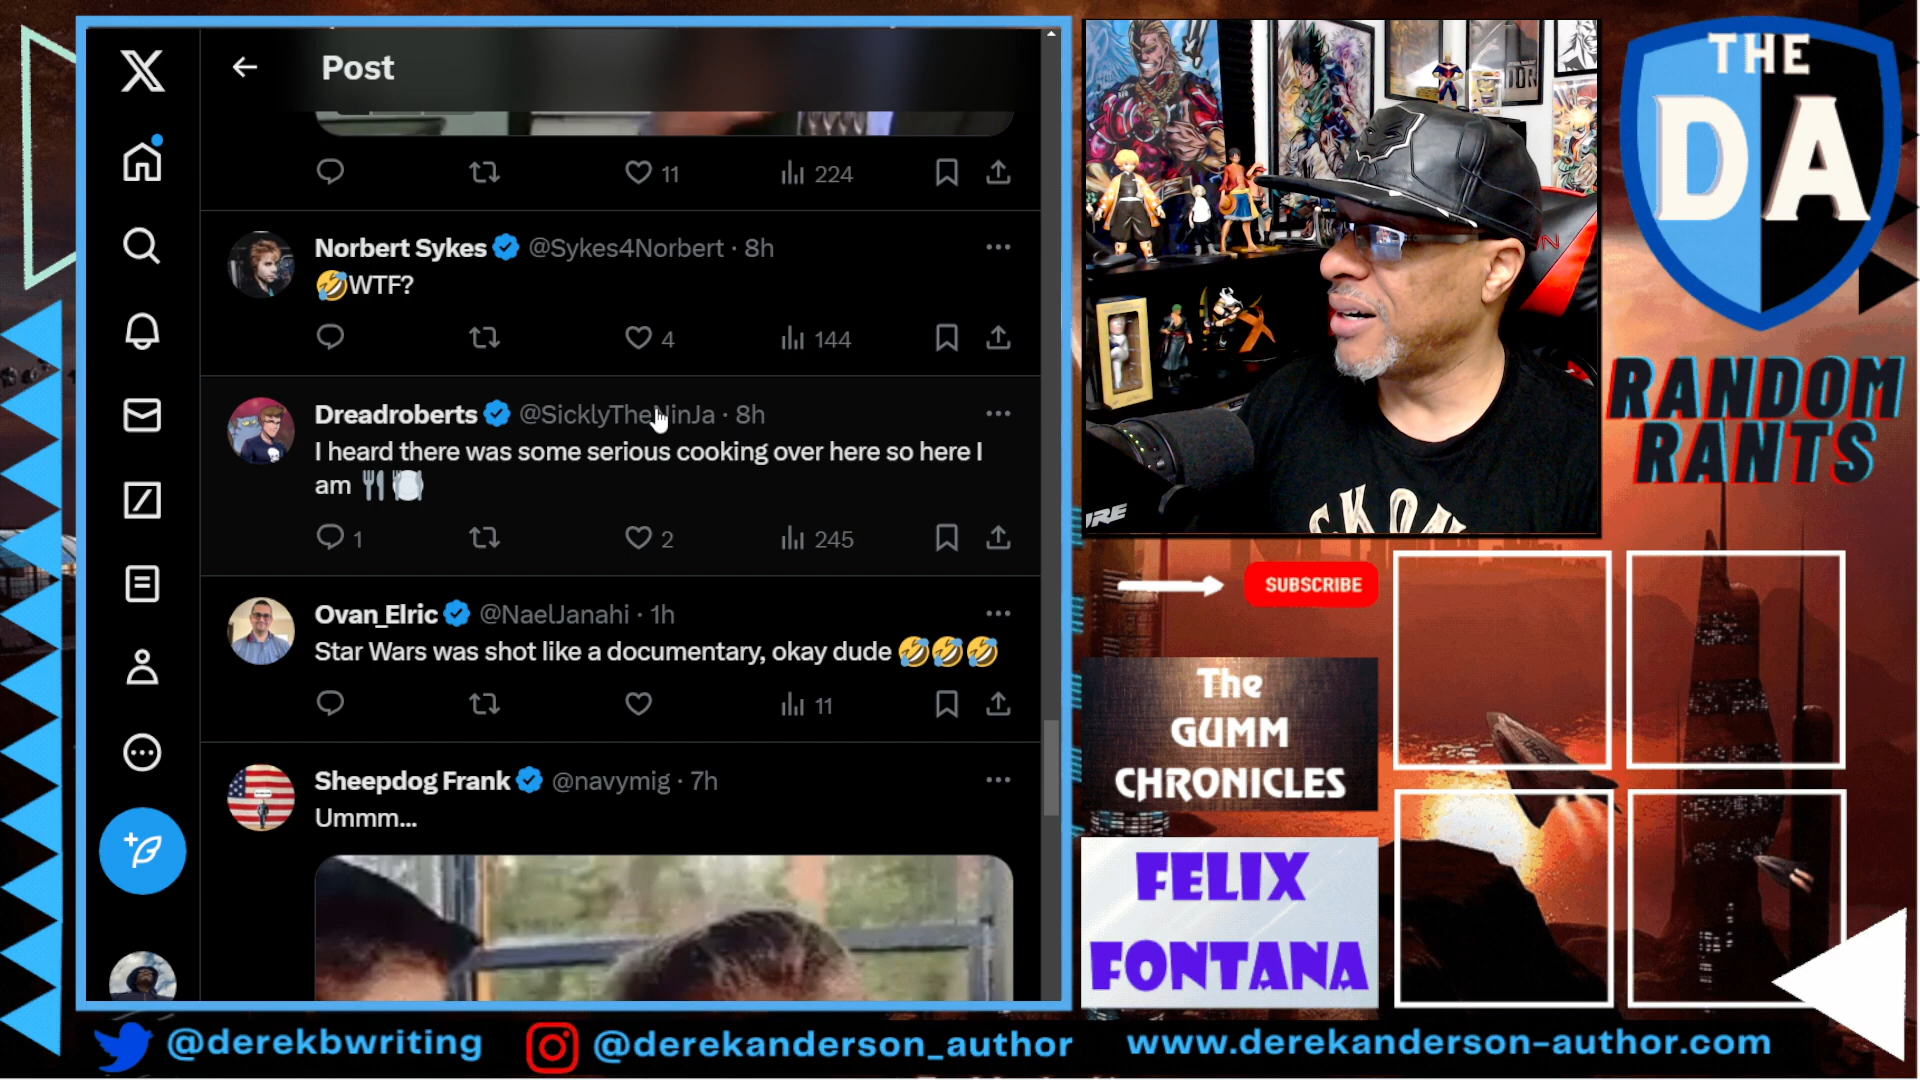 Post
11
224
Norbert Sykes @Sykes4Norbert · 8h
🤣WTF?
4
144
Dreadroberts @SicklyTheNinJa · 8h
I heard there was some serious cooking over here so here I
am 🍴🍽️
1
2
245
Ovan_Elric @NaelJanahi · 1h
Star Wars was shot like a documentary, okay dude 🤣🤣🤣
11
Sheepdog Frank @navymig · 7h
Ummm...
THE
DA
RANDOM
RANTS
SUBSCRIBE
The
GUMM
CHRONICLES
FELIX
FONTANA
@derekbwriting
@derekanderson_author
www.derekanderson-author.com